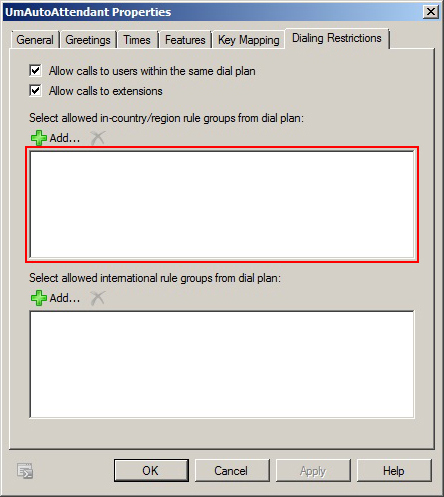 UmAutoAttendant Properties
General Greetings Times Features Key Mapping Dialing Restrictions
Allow calls to users within the same dial plan
Allow calls to extensions
Select allowed in-country/region rule groups from dial plan:
Add...
Select allowed international rule groups from dial plan:
Add...
OK Cancel Apply Help